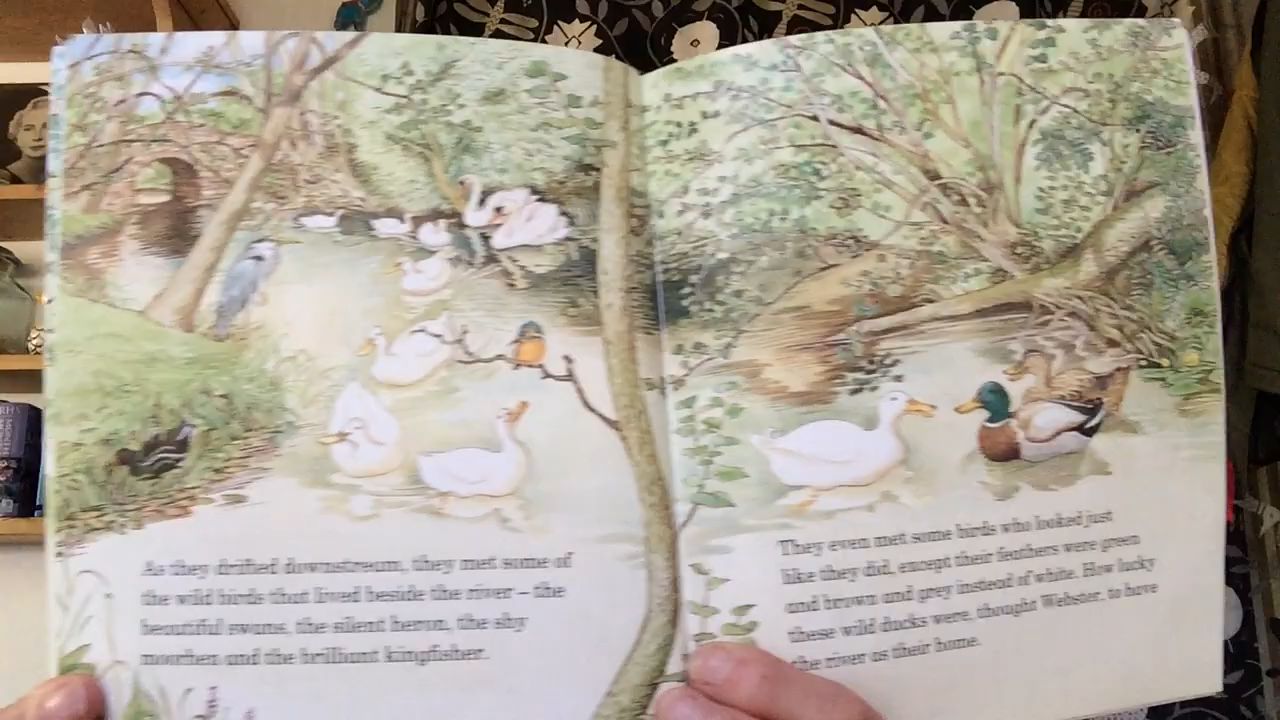 As they drifted downstream, they met some of
the wild birds that lived beside the river – the
beautiful swans, the silent heron, the shy
moorhen and the brilliant kingfisher.
They even met some birds who looked just
like they did, except their feathers were green
and brown and grey instead of white. How lucky
these wild ducks were, thought Webster, to have
the river as their home.